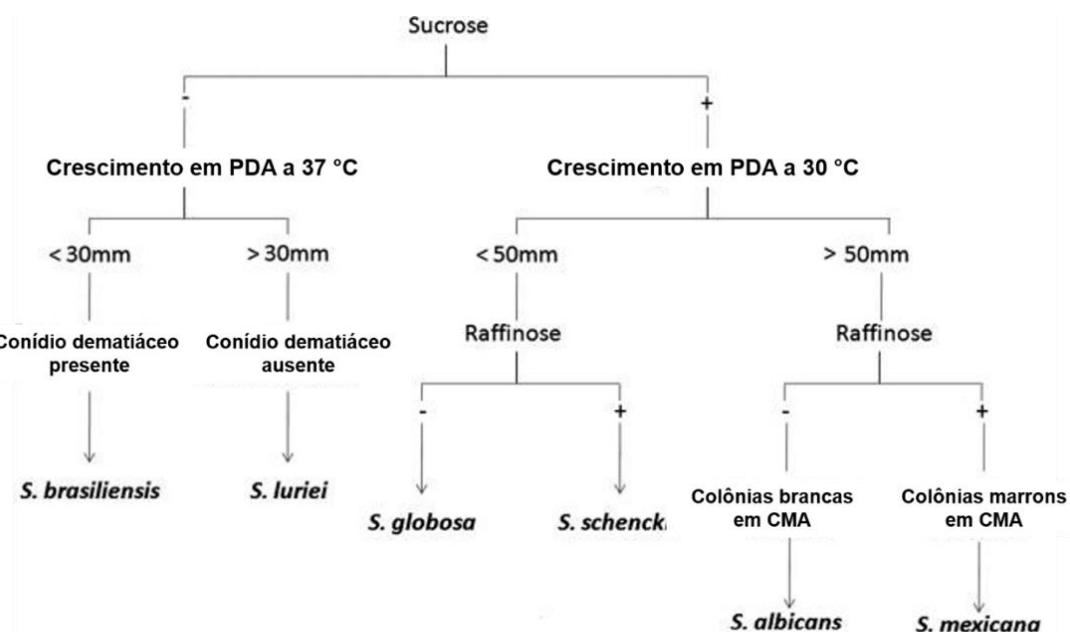 Sucrose
- +
Crescimento em PDA a 37 °C Crescimento em PDA a 30 °C
< 30mm > 30mm < 50mm > 50mm
Conídio dematiáceo
presente
Conídio dematiáceo
ausente
Raffinose Raffinose
- + - +
S. brasiliensis S. luriei
Colônias brancas
em CMA
Colônias marrons
em CMA
S. globosa S. schenck
S. albicans S. mexicana